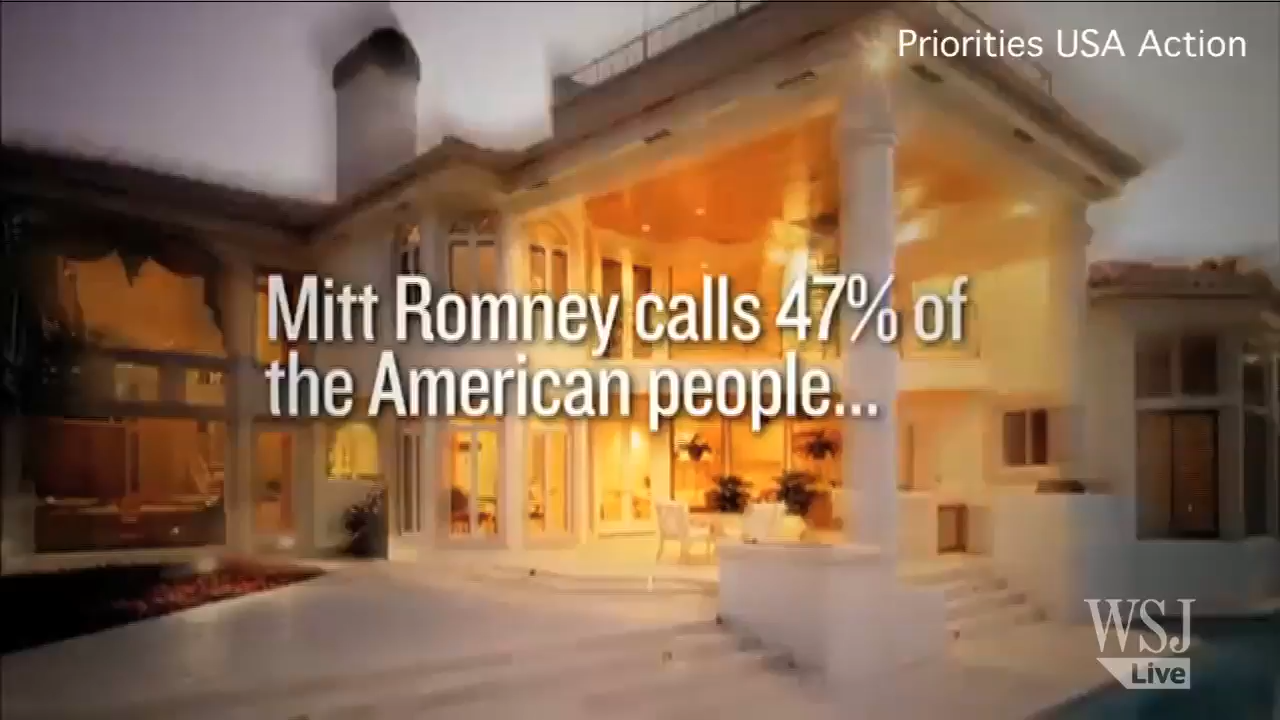 Priorities USA Action
Mitt Romney calls 47% of
the American people...
WSJ
Live